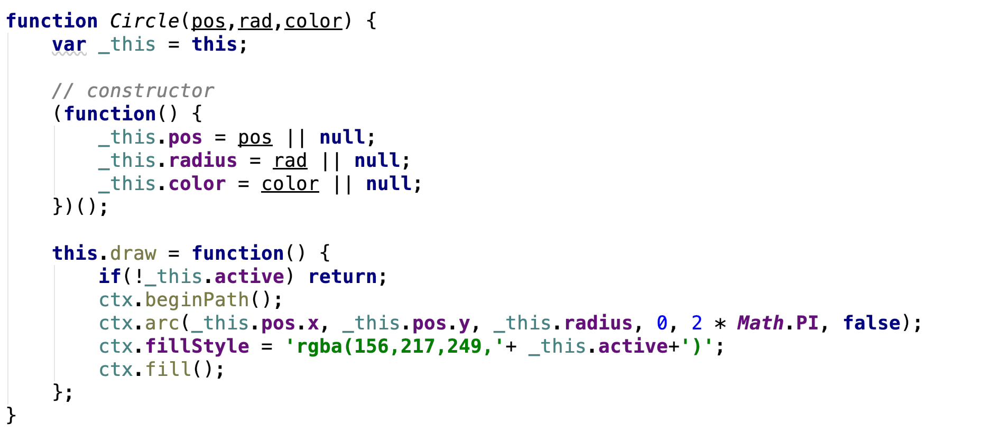 function Circle(pos,rad,color) {
    var _this = this;

    // constructor
    (function() {
        _this.pos = pos || null;
        _this.radius = rad || null;
        _this.color = color || null;
    })();

    this.draw = function() {
        if(!_this.active) return;
        ctx.beginPath();
        ctx.arc(_this.pos.x, _this.pos.y, _this.radius, 0, 2 * Math.PI, false);
        ctx.fillStyle = 'rgba(156,217,249,'+ _this.active+')';
        ctx.fill();
    };
}